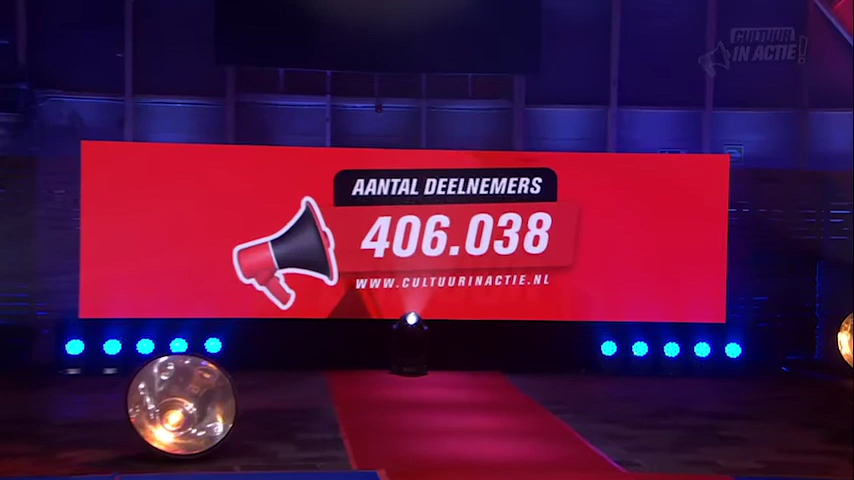 CULTUUR
IN ACTIE!
AANTAL DEELNEMERS
406.038
WWW.CULTUURINACTIE.NL